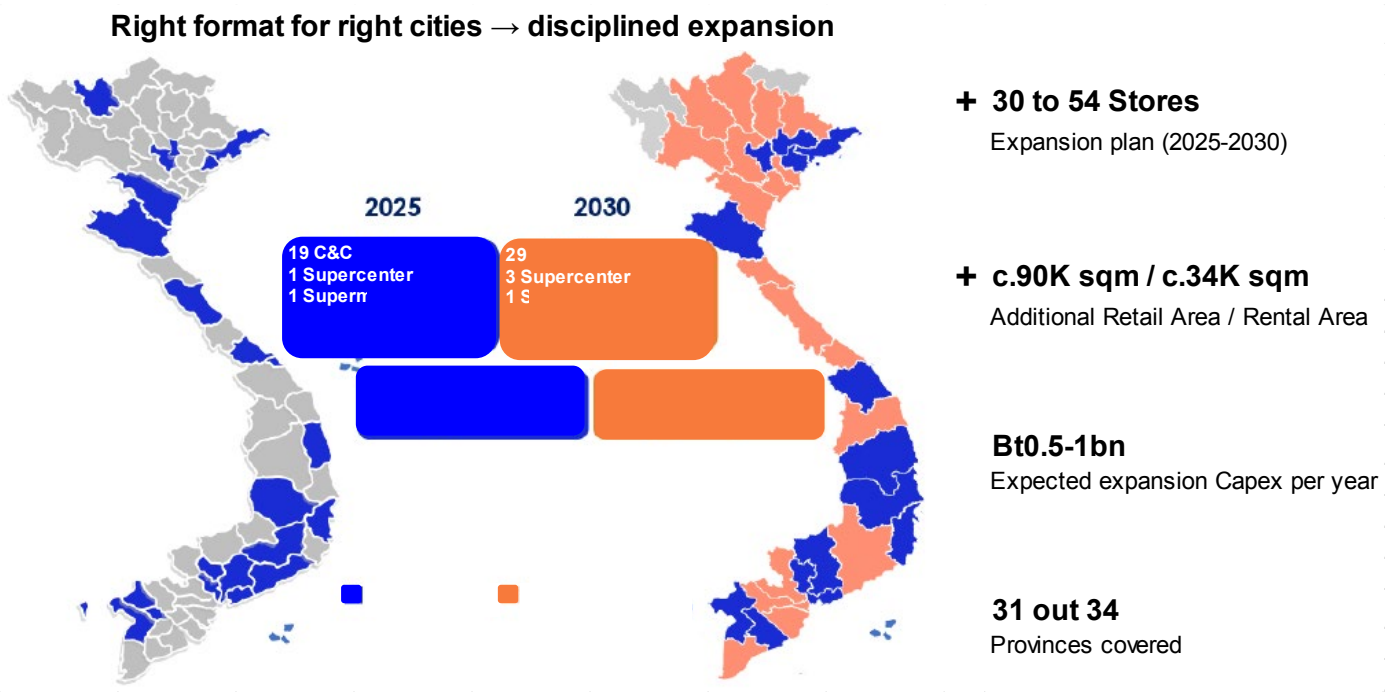 Right format for right cities → disciplined expansion
2025
2030
19 C&C
1 Supercenter
1
29
3 Supercenter
1
+ 30 to 54 Stores
Expansion plan (2025-2030)
+ c.90K sqm / c.34K sqm
Additional Retail Area / Rental Area
Bt0.5-1bn
Expected expansion Capex per year
31 out 34
Provinces covered